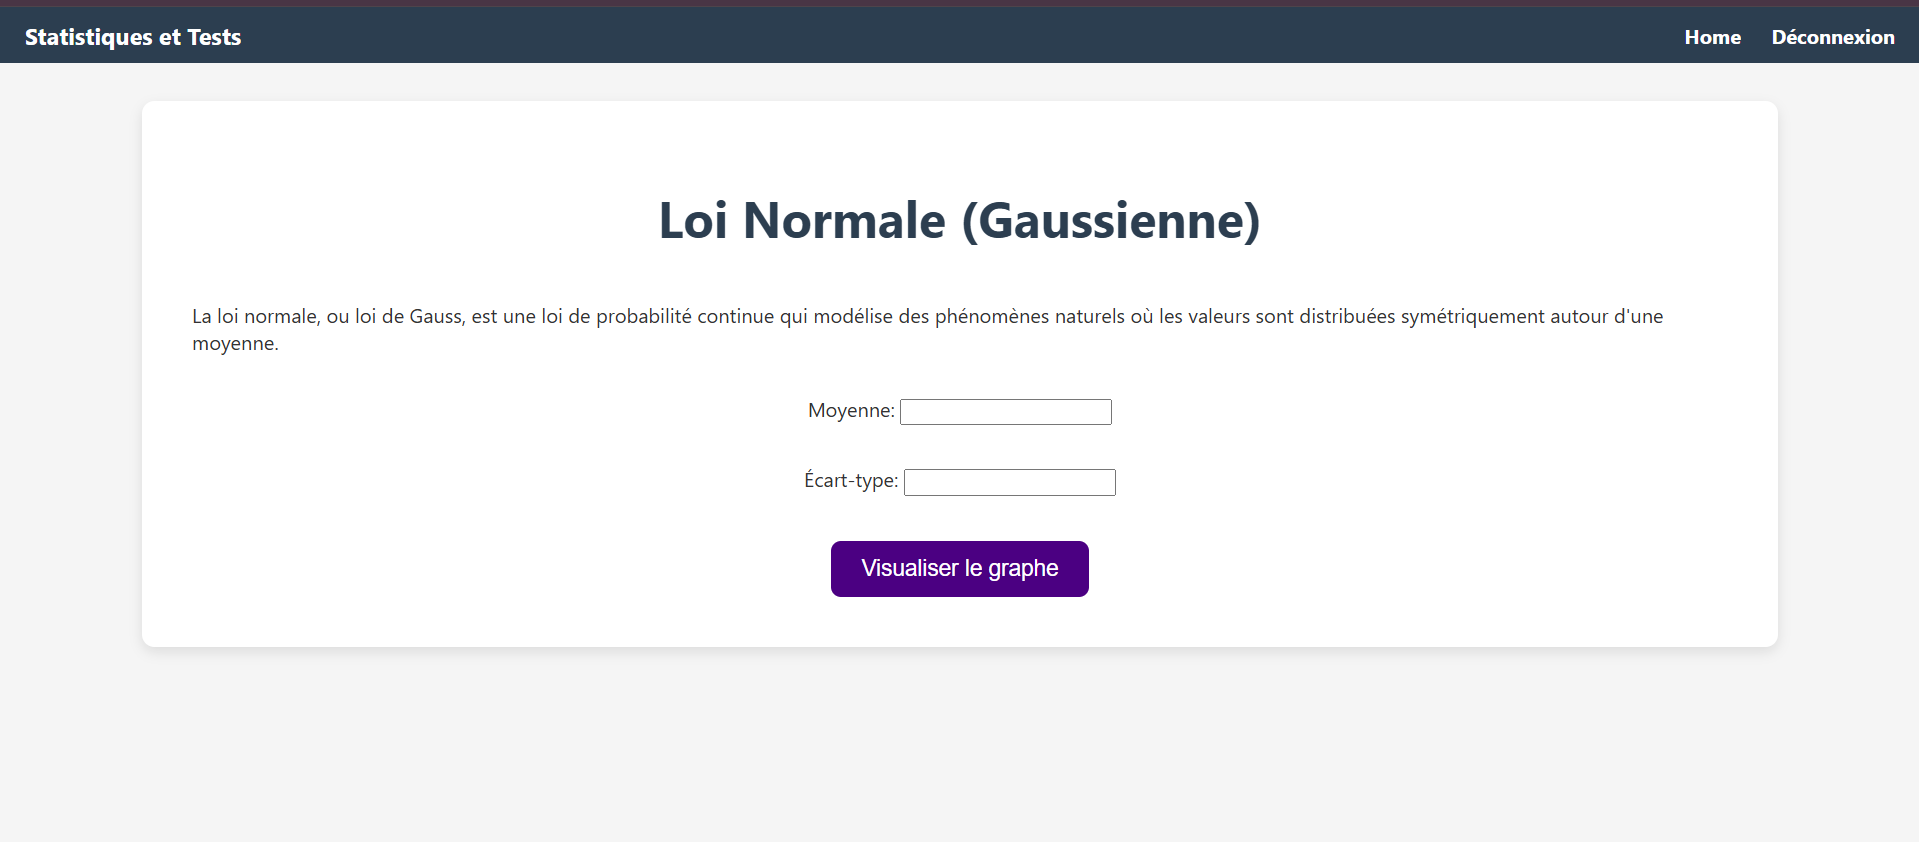 Statistiques et Tests
Home
Déconnexion
Loi Normale (Gaussienne)
La loi normale, ou loi de Gauss, est une loi de probabilité continue qui modélise des phénomènes naturels où les valeurs sont distribuées symétriquement autour d'une
moyenne.
Moyenne:
Écart-type:
Visualiser le graphe